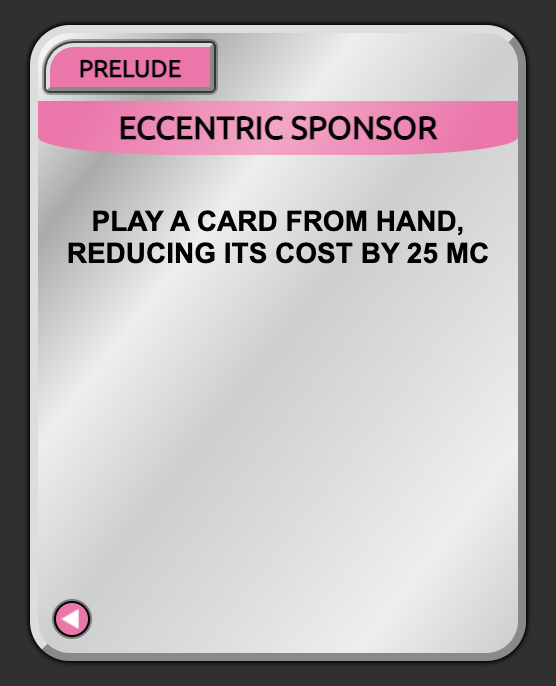 PRELUDE
ECCENTRIC SPONSOR
PLAY A CARD FROM HAND,
REDUCING ITS COST BY 25 MC